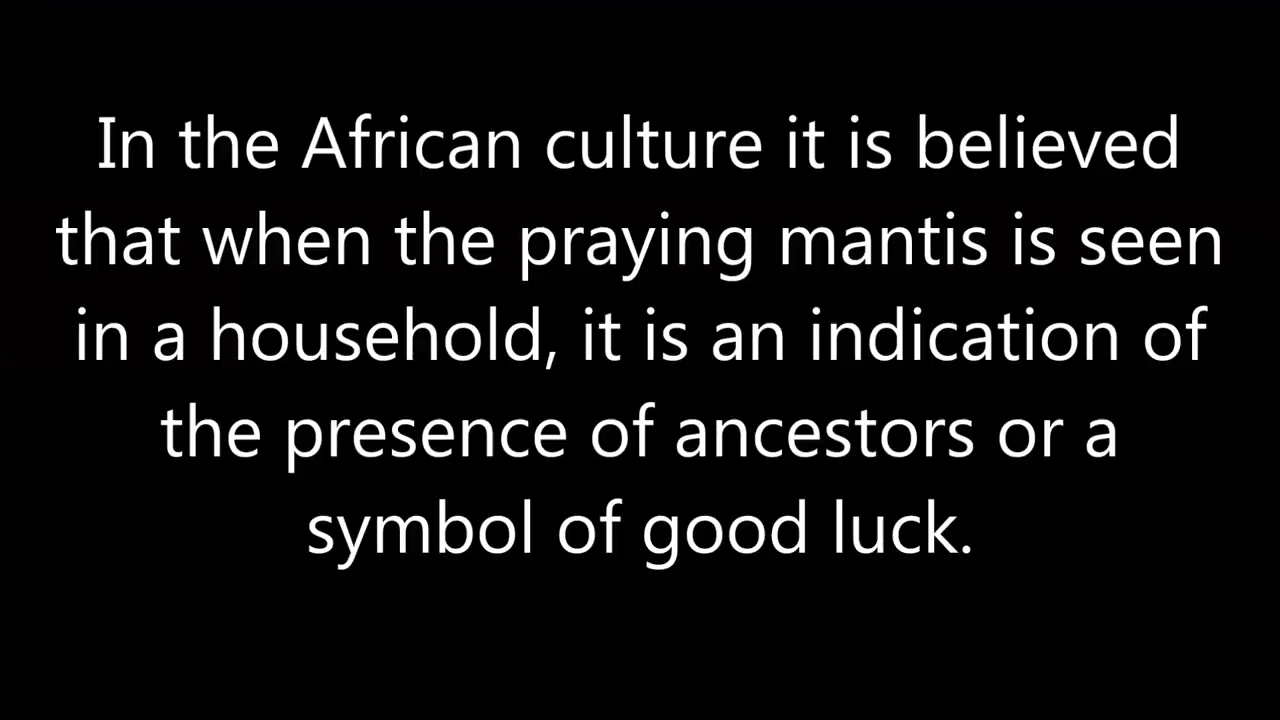 In the African culture it is believed
that when the praying mantis is seen
in a household, it is an indication of
the presence of ancestors or a
symbol of good luck.